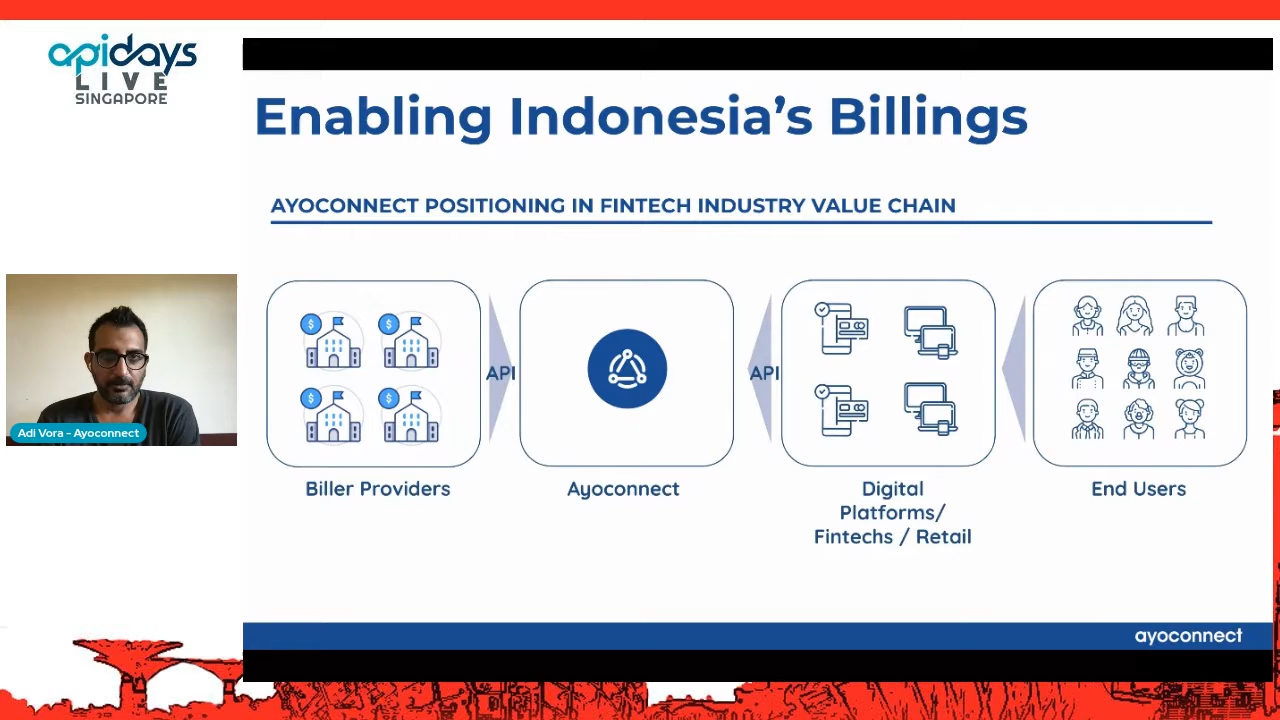 apidays
LIVE
SINGAPORE
Enabling Indonesia's Billings
AYOCONNECT POSITIONING IN FINTECH INDUSTRY VALUE CHAIN
$
$
$
$
API
API
Biller Providers
Ayoconnect
Digital
Platforms/
Fintechs / Retail
End Users
Adi Vora - Ayoconnect
ayoconnect